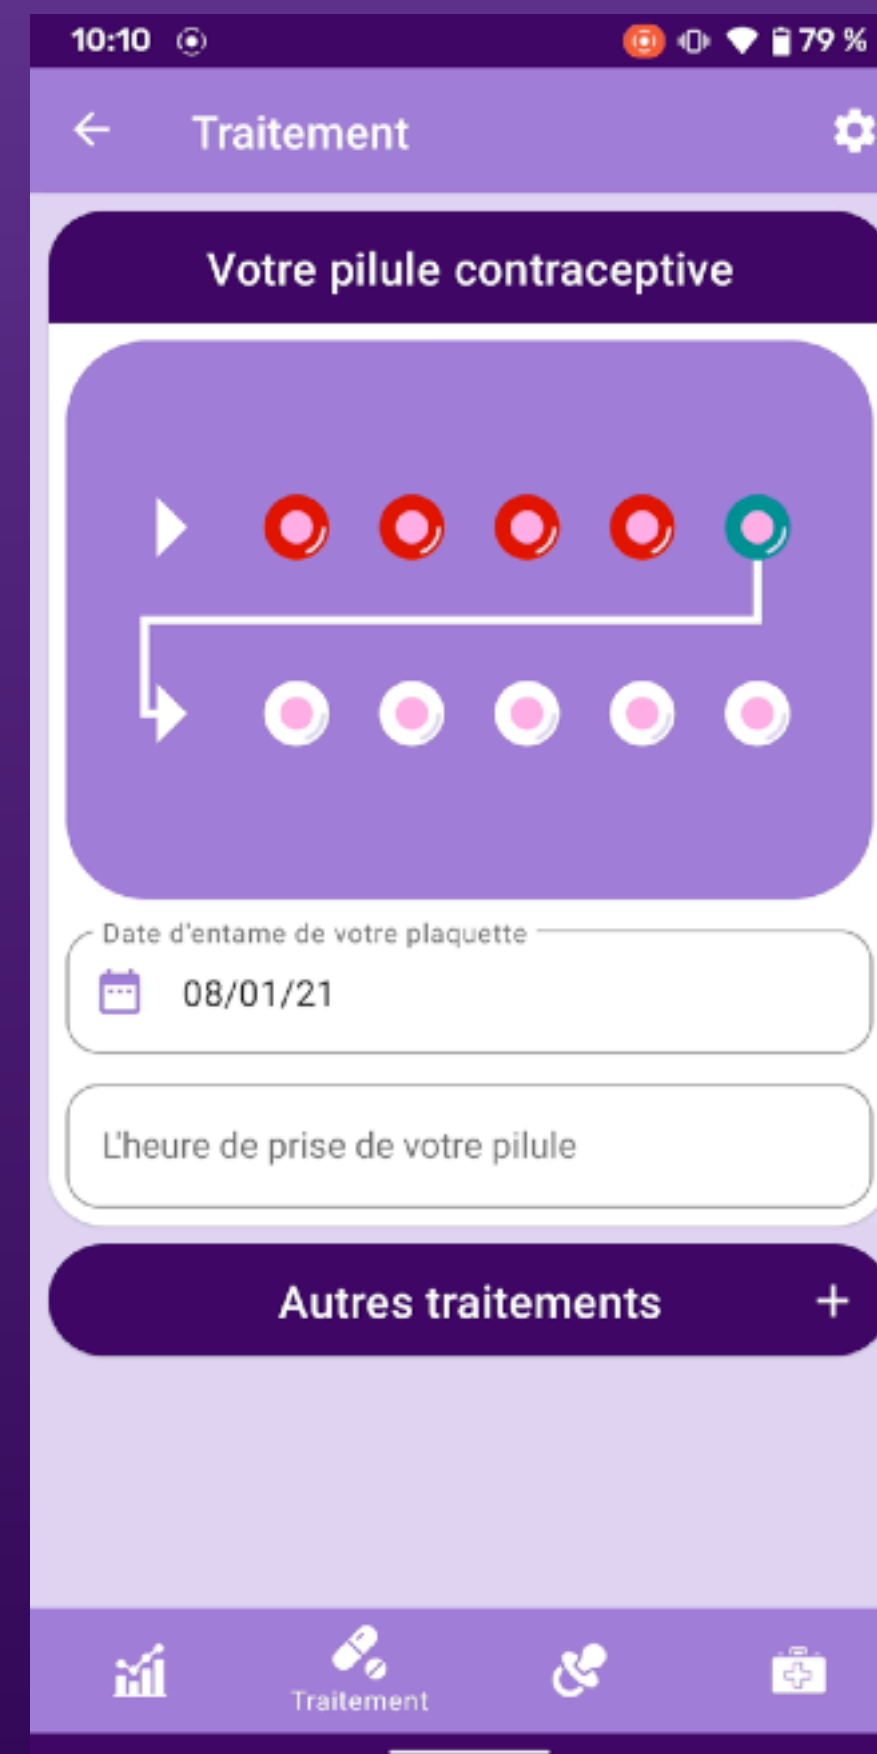 10:10 79 %
Traitement
Votre pilule contraceptive
Date d'entame de votre plaquette
08/01/21
L'heure de prise de votre pilule
Autres traitements +
Traitement